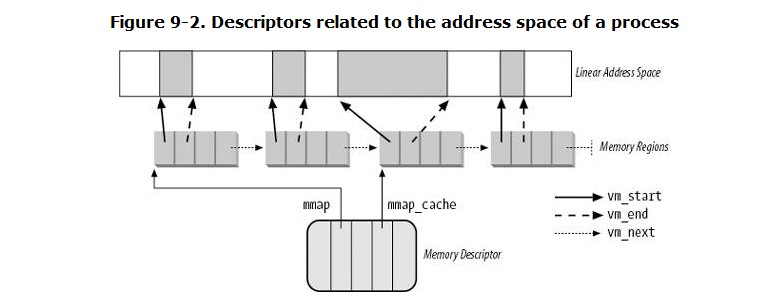 Figure 9-2. Descriptors related to the address space of a process
Linear Address Space
Memory Regions
mmap
mmap_cache
vm_start
vm_end
vm_next
Memory Descriptor